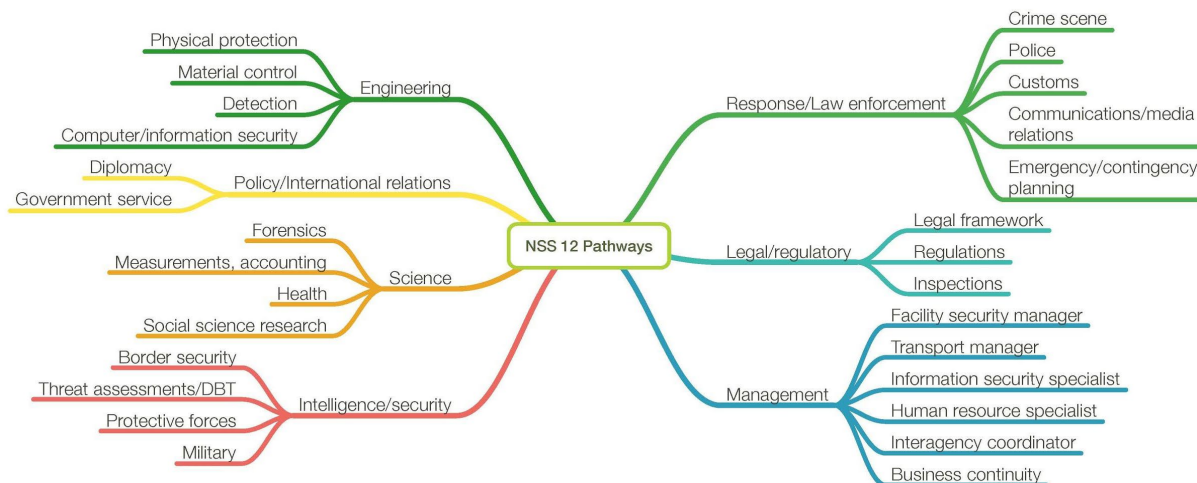 NSS 12 Pathways
Engineering
Physical protection
Material control
Detection
Computer/information security
Policy/International relations
Diplomacy
Government service
Science
Forensics
Measurements, accounting
Health
Social science research
Intelligence/security
Border security
Threat assessments/DBT
Protective forces
Military
Response/Law enforcement
Crime scene
Police
Customs
Communications/media
relations
Emergency/contingency
planning
Legal/regulatory
Legal framework
Regulations
Inspections
Management
Facility security manager
Transport manager
Information security specialist
Human resource specialist
Interagency coordinator
Business continuity